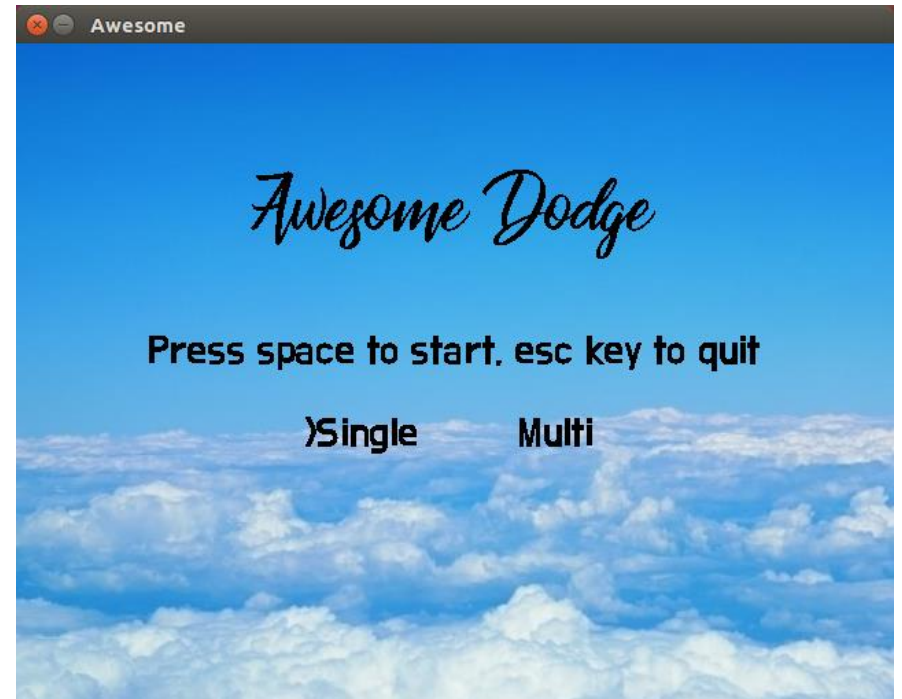 Awesome
Awesome Dodge
Press space to start, esc key to quit
>Single Multi